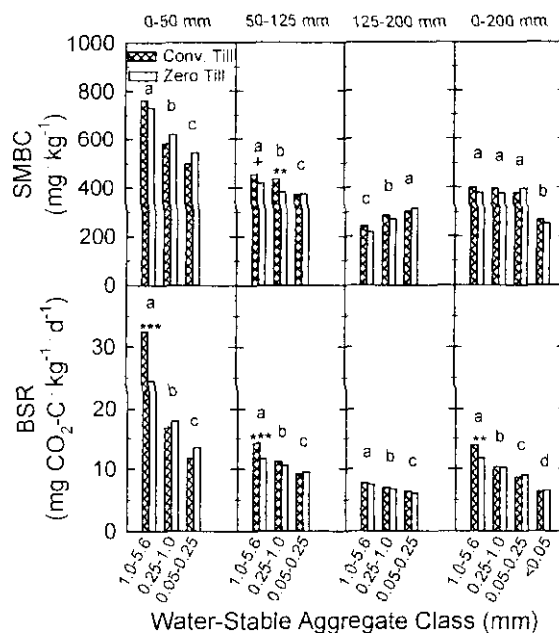 0-50 mm 50-125 mm 125-200 mm 0-200 mm
1000
800
600
400
200
0
SMBC
(mg · kg⁻¹)
Conv. Till
Zero Till
a b c
a + b ** c
c b a
a a a b
30
20
10
0
BSR
(mg CO₂-C · kg⁻¹ · d⁻¹)
a *** b c
a *** b c
a b c
a ** b c d
1.0-5.6 0.25-1.0 0.05-0.25 1.0-5.6 0.25-1.0 0.05-0.25 1.0-5.6 0.25-1.0 0.05-0.25 1.0-5.6 0.25-1.0 0.05-0.25 <0.05
Water-Stable Aggregate Class (mm)